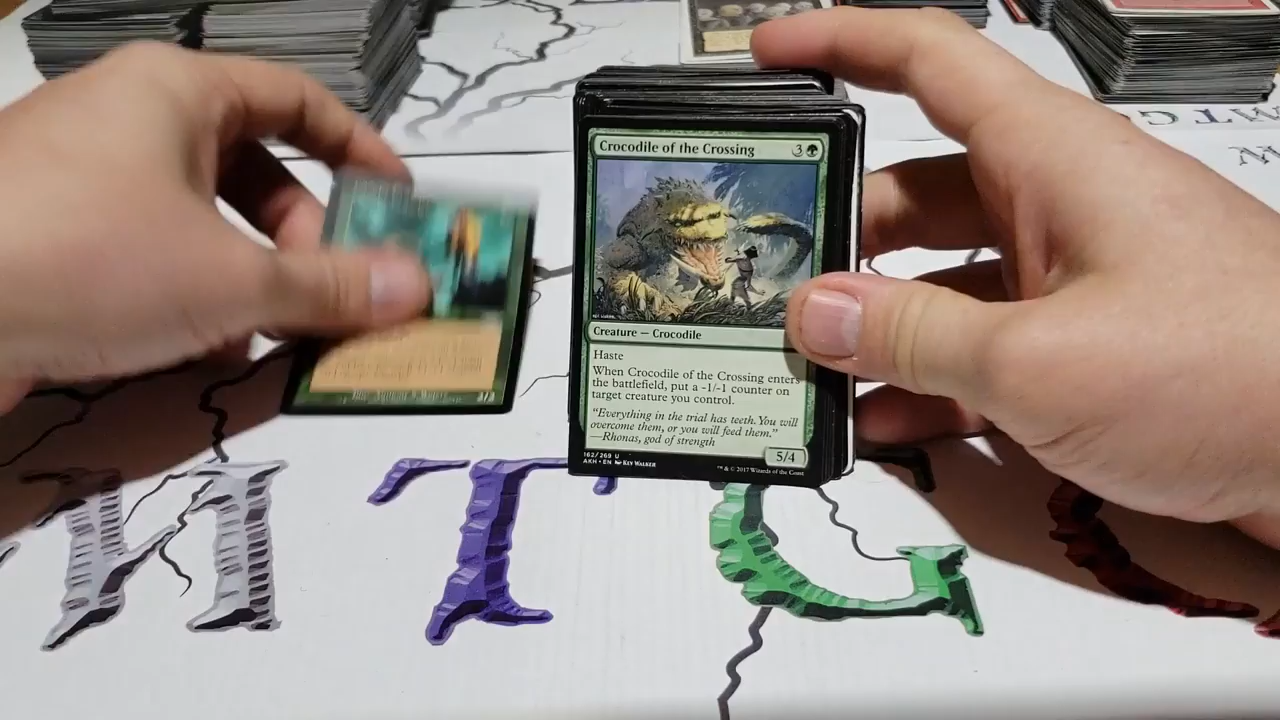 Crocodile of the Crossing 3
Creature — Crocodile
Haste
When Crocodile of the Crossing enters
the battlefield, put a -1/-1 counter on
target creature you control.
"Everything in the trial has teeth. You will
overcome them, or you will feed them."
—Rhonas, god of strength
5/4
162/269 U
AKH • EN Kev Walker
™ & © 2017 Wizards of the Coast
MTG
M T G